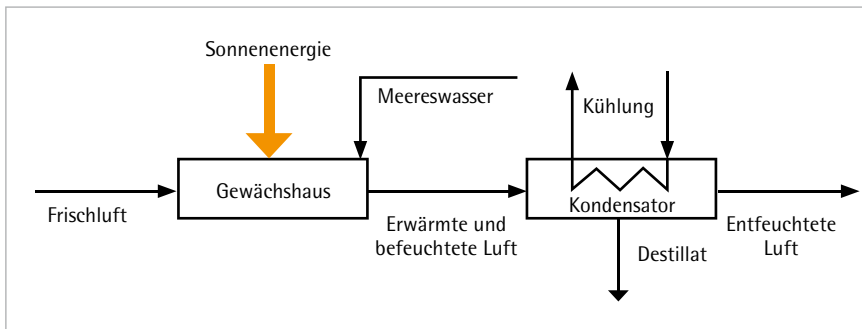 Sonnenenergie
Meereswasser
Kühlung
Frischluft
Gewächshaus
Erwärmte und
befeuchtete Luft
Kondensator
Destillat
Entfeuchtete
Luft